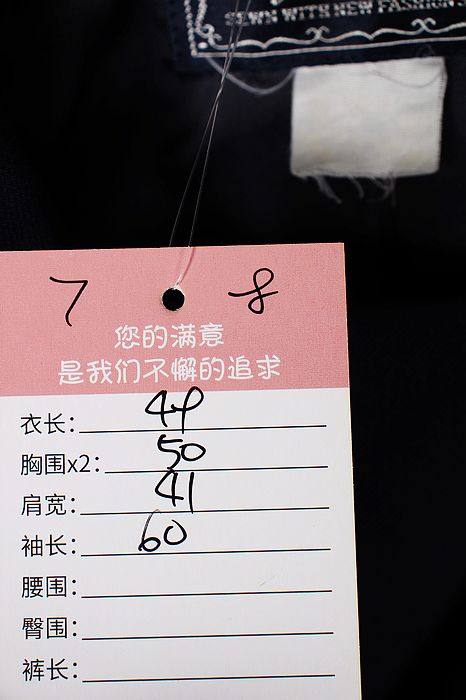 SEWN WITH NEW FASHION
7 8
您的满意
是我们不懈的追求
衣长: 44
胸围x2: 50
肩宽: 41
袖长: 60
腰围:
臀围:
裤长: